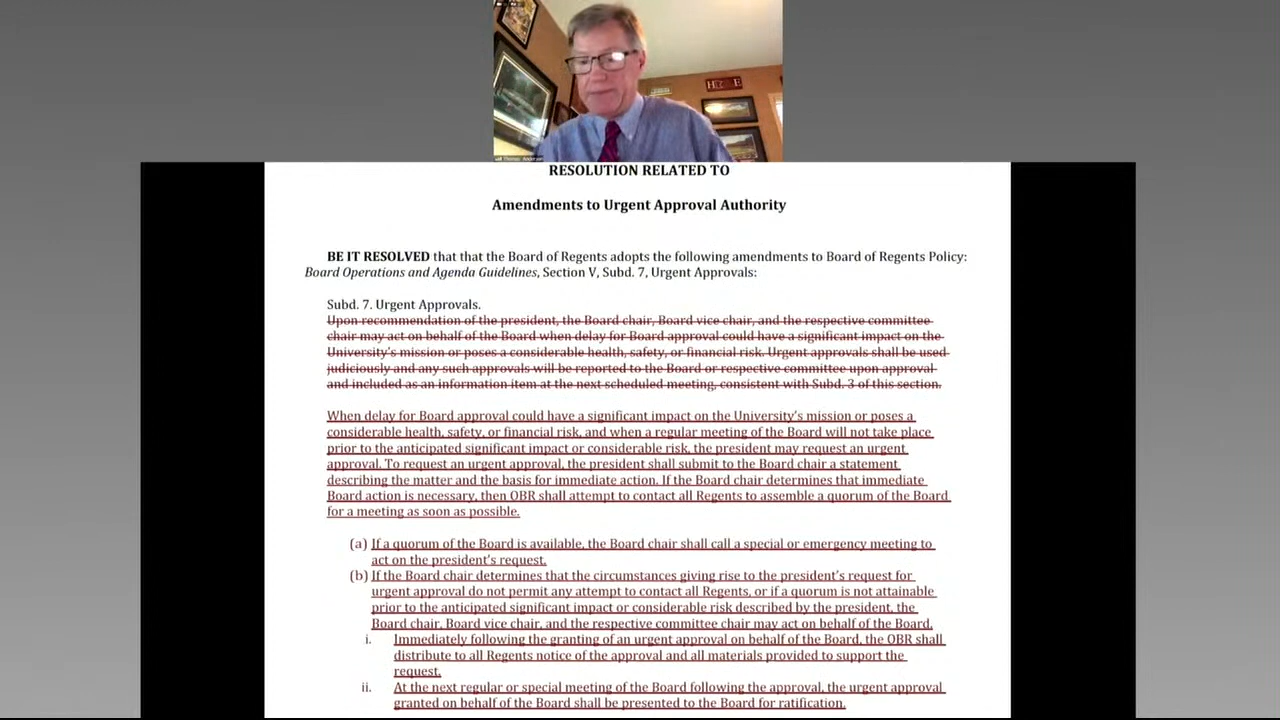 H E
Thomas Anderson
RESOLUTION RELATED TO
Amendments to Urgent Approval Authority
BE IT RESOLVED that that the Board of Regents adopts the following amendments to Board of Regents Policy:
Board Operations and Agenda Guidelines, Section V, Subd. 7, Urgent Approvals:
Subd. 7. Urgent Approvals.
Upon recommendation of the president, the Board chair, Board vice chair, and the respective committee
chair may act on behalf of the Board when delay for Board approval could have a significant impact on the
University's mission or poses a considerable health, safety, or financial risk. Urgent approvals shall be used
judiciously and any such approvals will be reported to the Board or respective committee upon approval
and included as an information item at the next scheduled meeting, consistent with Subd. 3 of this section.
When delay for Board approval could have a significant impact on the University's mission or poses a
considerable health, safety, or financial risk, and when a regular meeting of the Board will not take place
prior to the anticipated significant impact or considerable risk, the president may request an urgent
approval. To request an urgent approval, the president shall submit to the Board chair a statement
describing the matter and the basis for immediate action. If the Board chair determines that immediate
Board action is necessary, then OBR shall attempt to contact all Regents to assemble a quorum of the Board
for a meeting as soon as possible.
(a) If a quorum of the Board is available, the Board chair shall call a special or emergency meeting to
act on the president's request.
(b) If the Board chair determines that the circumstances giving rise to the president's request for
urgent approval do not permit any attempt to contact all Regents, or if a quorum is not attainable
prior to the anticipated significant impact or considerable risk described by the president, the
Board chair, Board vice chair, and the respective committee chair may act on behalf of the Board.
i. Immediately following the granting of an urgent approval on behalf of the Board, the OBR shall
distribute to all Regents notice of the approval and all materials provided to support the
request.
ii. At the next regular or special meeting of the Board following the approval, the urgent approval
granted on behalf of the Board shall be presented to the Board for ratification.